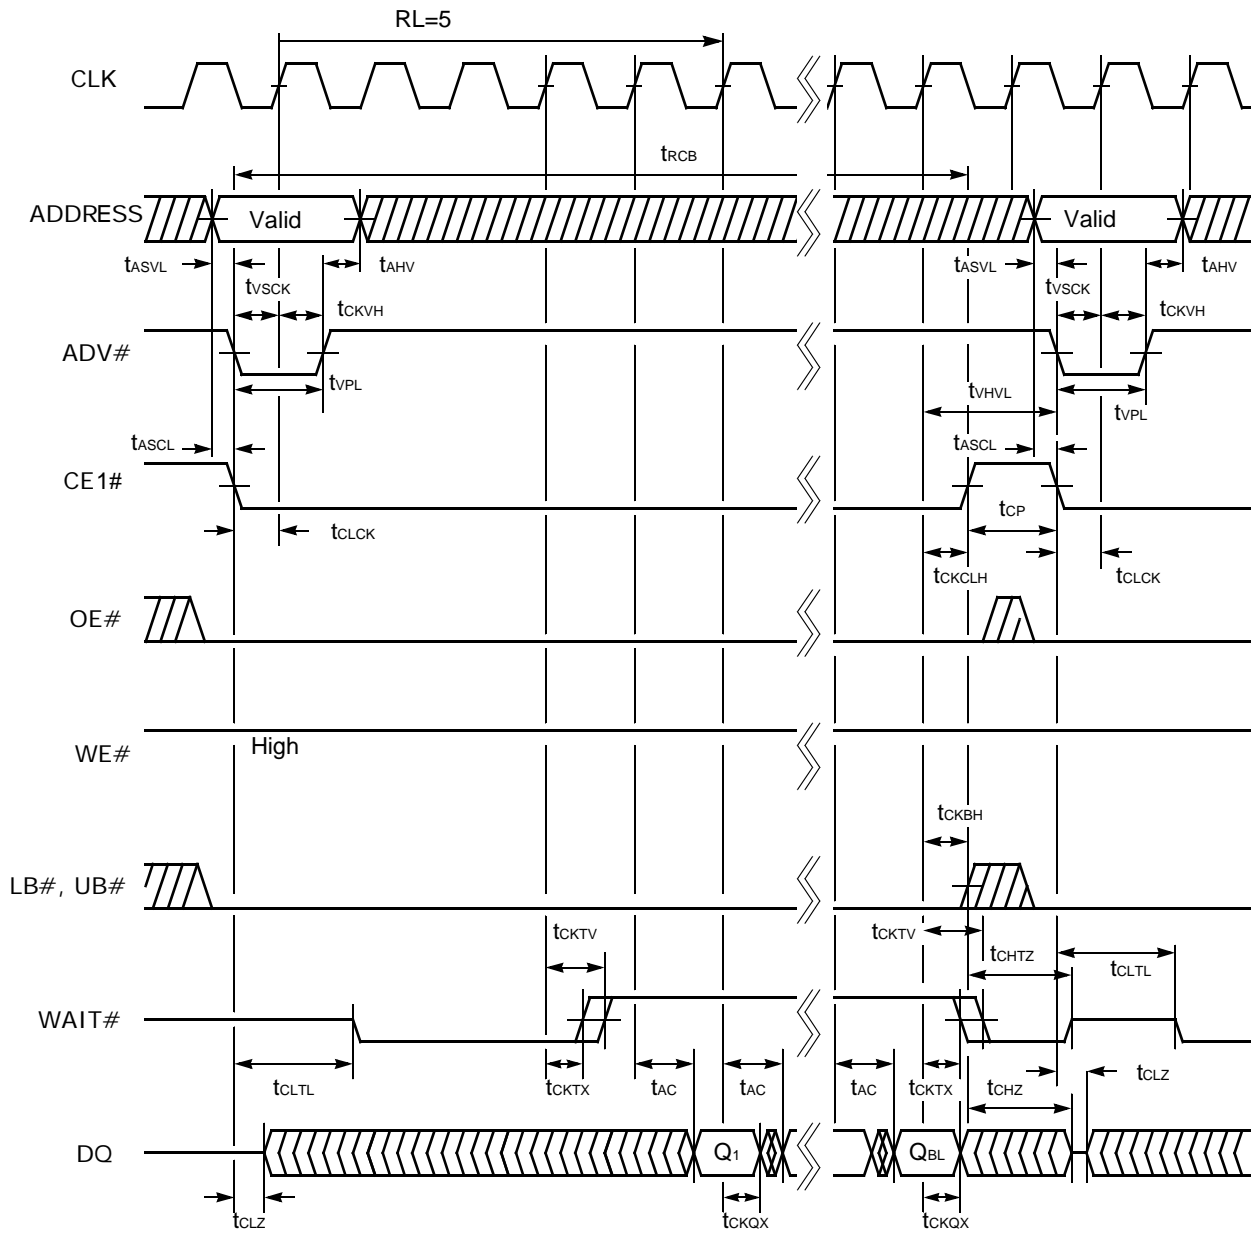 RL=5
CLK
tRCB
ADDRESS Valid Valid
tASVL tAHV tASVL tAHV
tVSCK tVSCK
tCKVH tCKVH
ADV#
tVPL tVHVL tVPL
tASCL tASCL
CE1#
tCP
tCLCK tCKCLH tCLCK
OE#
High
WE#
tCKBH
LB#, UB#
tCKTV tCKTV tCHTZ tCLTL
WAIT#
tCLTL tCKTX tAC tAC tAC tCKTX tCHZ tCLZ
DQ Q1 QBL
tCLZ tCKQX tCKQX